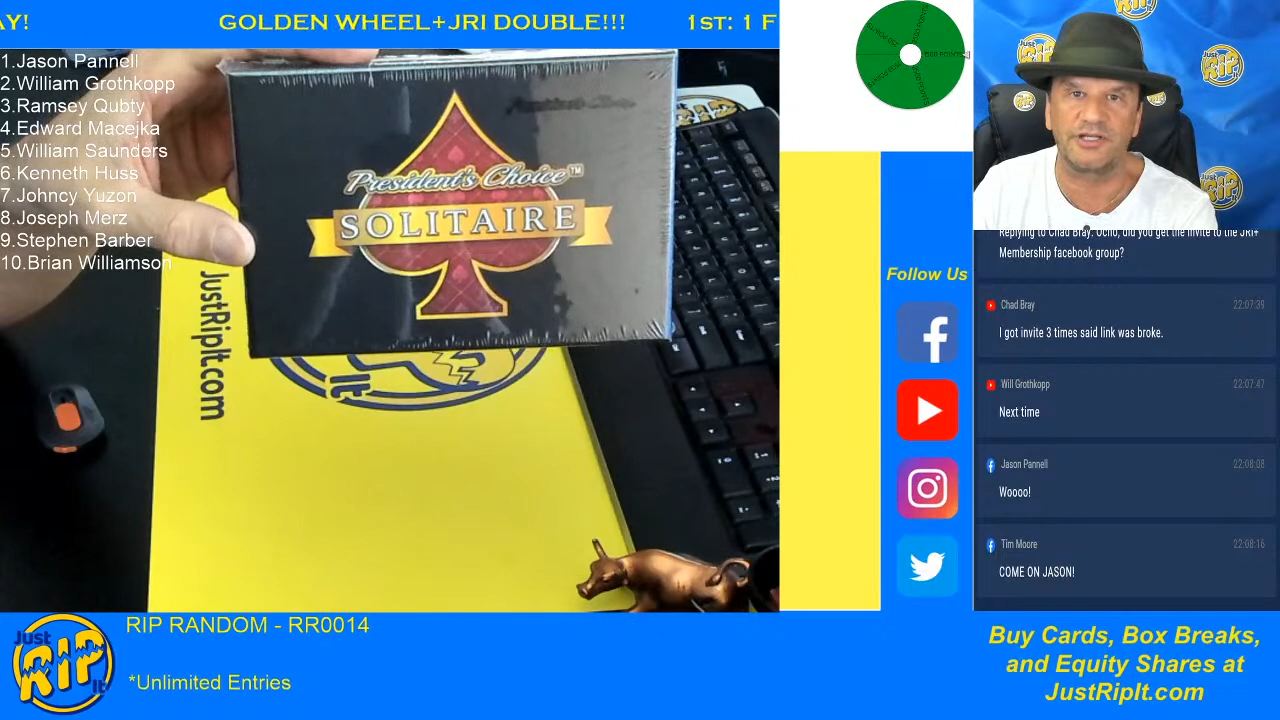 AY!
GOLDEN WHEEL+JRI DOUBLE!!!
1st: 1 F
1.Jason Pannell
2.William Grothkopp
3.Ramsey Qubty
4.Edward Macejka
5.William Saunders
6.Kenneth Huss
7.Johncy Yuzon
8.Joseph Merz
9.Stephen Barber
10.Brian Williamson
President's Choice™
SOLITAIRE
JustRipIt.com
It
Just
RIP
It
RIP RANDOM - RR0014
*Unlimited Entries
Follow Us
Replying to Chad Bray: Ocho, did you get the invite to the JRI+
Membership facebook group?
Chad Bray 22:07:39
I got invite 3 times said link was broke.
Will Grothkopp 22:07:47
Next time
Jason Pannell 22:08:08
Woooo!
Tim Moore 22:08:16
COME ON JASON!
Buy Cards, Box Breaks,
and Equity Shares at
JustRipIt.com